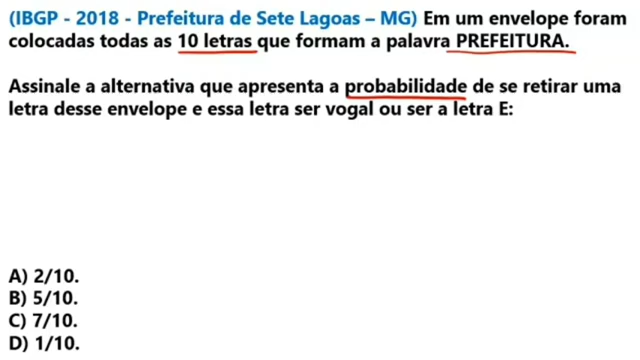 (IBGP - 2018 - Prefeitura de Sete Lagoas – MG) Em um envelope foram
colocadas todas as 10 letras que formam a palavra PREFEITURA.
Assinale a alternativa que apresenta a probabilidade de se retirar uma
letra desse envelope e essa letra ser vogal ou ser a letra E:
A) 2/10.
B) 5/10.
C) 7/10.
D) 1/10.